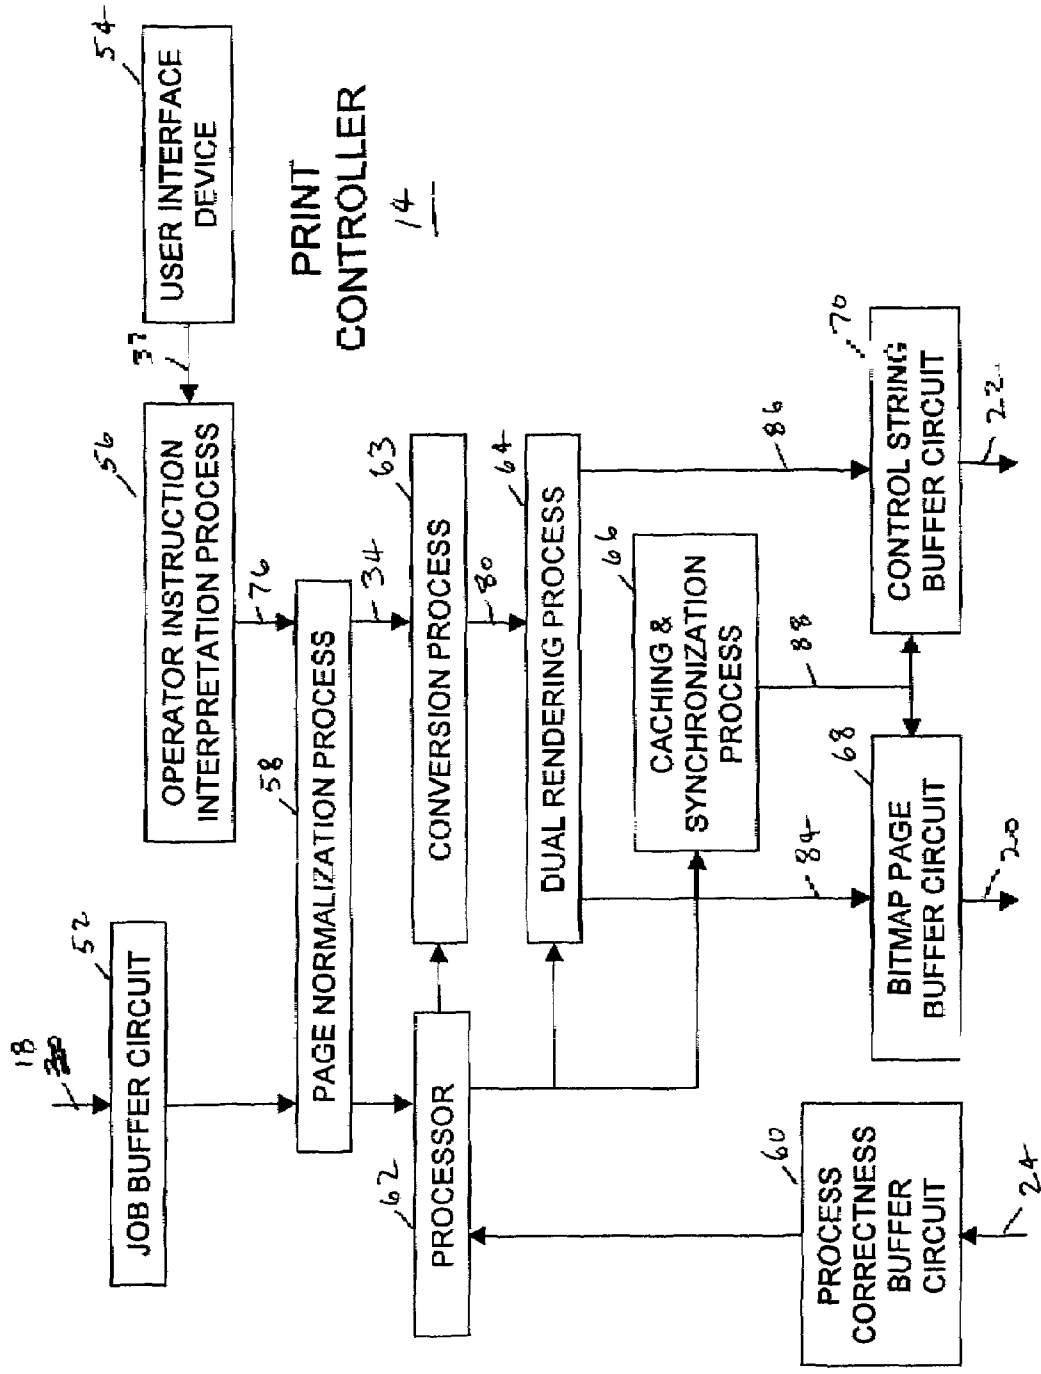 PRINT
CONTROLLER
14
18
JOB BUFFER CIRCUIT
52
USER INTERFACE
DEVICE
54
37
OPERATOR INSTRUCTION
INTERPRETATION PROCESS
56
76
PAGE NORMALIZATION PROCESS
58
34
PROCESSOR
62
CONVERSION PROCESS
63
80
DUAL RENDERING PROCESS
64
CACHING &
SYNCHRONIZATION
PROCESS
66
84
86
88
PROCESS
CORRECTNESS
BUFFER
CIRCUIT
60
24
BITMAP PAGE
BUFFER CIRCUIT
68
20
CONTROL STRING
BUFFER CIRCUIT
70
22